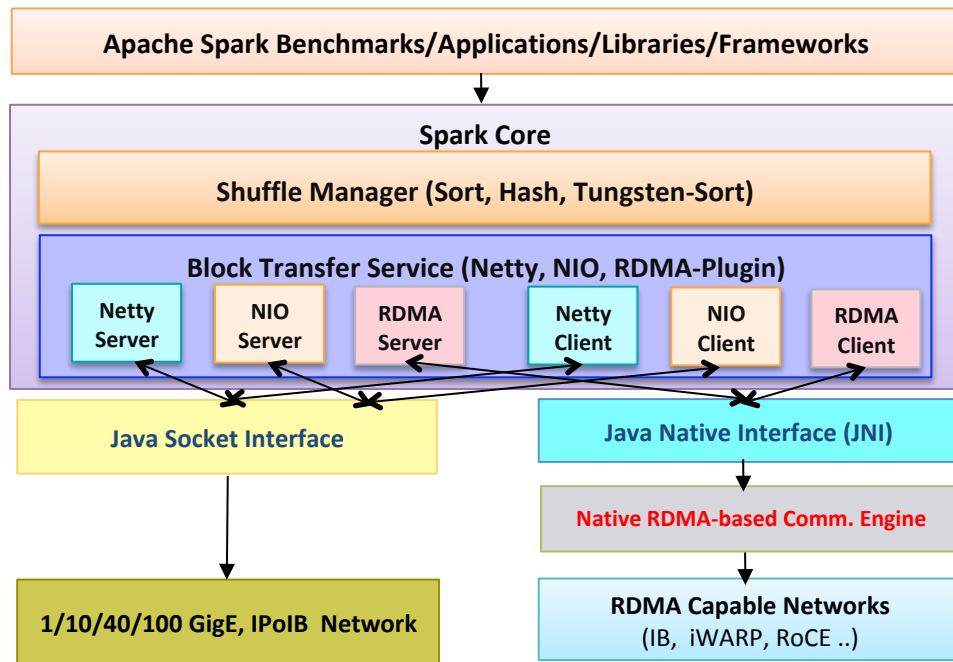 Apache Spark Benchmarks/Applications/Libraries/Frameworks
Spark Core
Shuffle Manager (Sort, Hash, Tungsten-Sort)
Block Transfer Service (Netty, NIO, RDMA-Plugin)
Netty
Server
NIO
Server
RDMA
Server
Netty
Client
NIO
Client
RDMA
Client
Java Socket Interface
Java Native Interface (JNI)
Native RDMA-based Comm. Engine
1/10/40/100 GigE, IPoIB Network
RDMA Capable Networks
(IB, iWARP, RoCE ..)